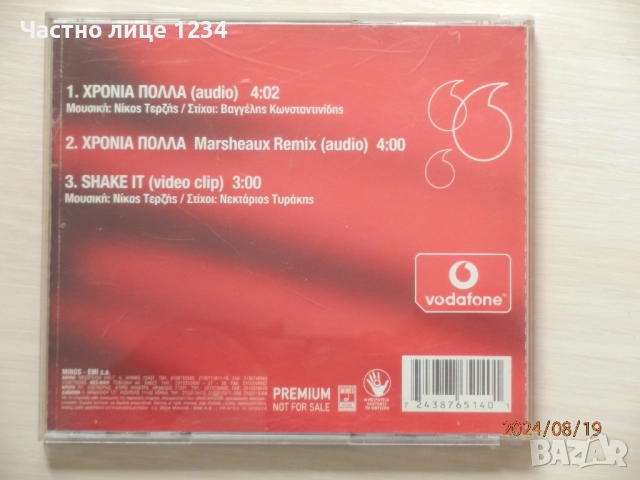 Частно лице 1234
1. ΧΡΟΝΙΑ ΠΟΛΛΑ (audio) 4:02
Μουσική: Νίκος Τερζής / Στίχοι: Βαγγέλης Κωνσταντινίδης
2. ΧΡΟΝΙΑ ΠΟΛΛΑ Marsheaux Remix (audio) 4:00
3. SHAKE IT (video clip) 3:00
Μουσική: Νίκος Τερζής / Στίχοι: Νεκτάριος Τυράκης
vodafone
MINOS - EMI s.a.
PREMIUM
NOT FOR SALE
7 24387 65140 1
2024/08/19
bazar.bg